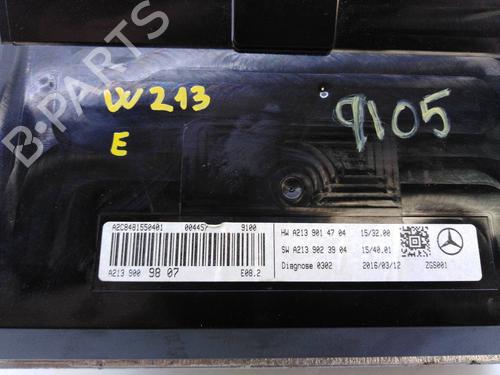 B-PARTS
W213
E
9105
A2C8481550401 004457 9100
A213 900 98 07 E08.2
HW A213 901 47 04 15/32.00
SW A213 902 39 04 15/40.01
Diagnose 0302 2016/03/12 ZGS001